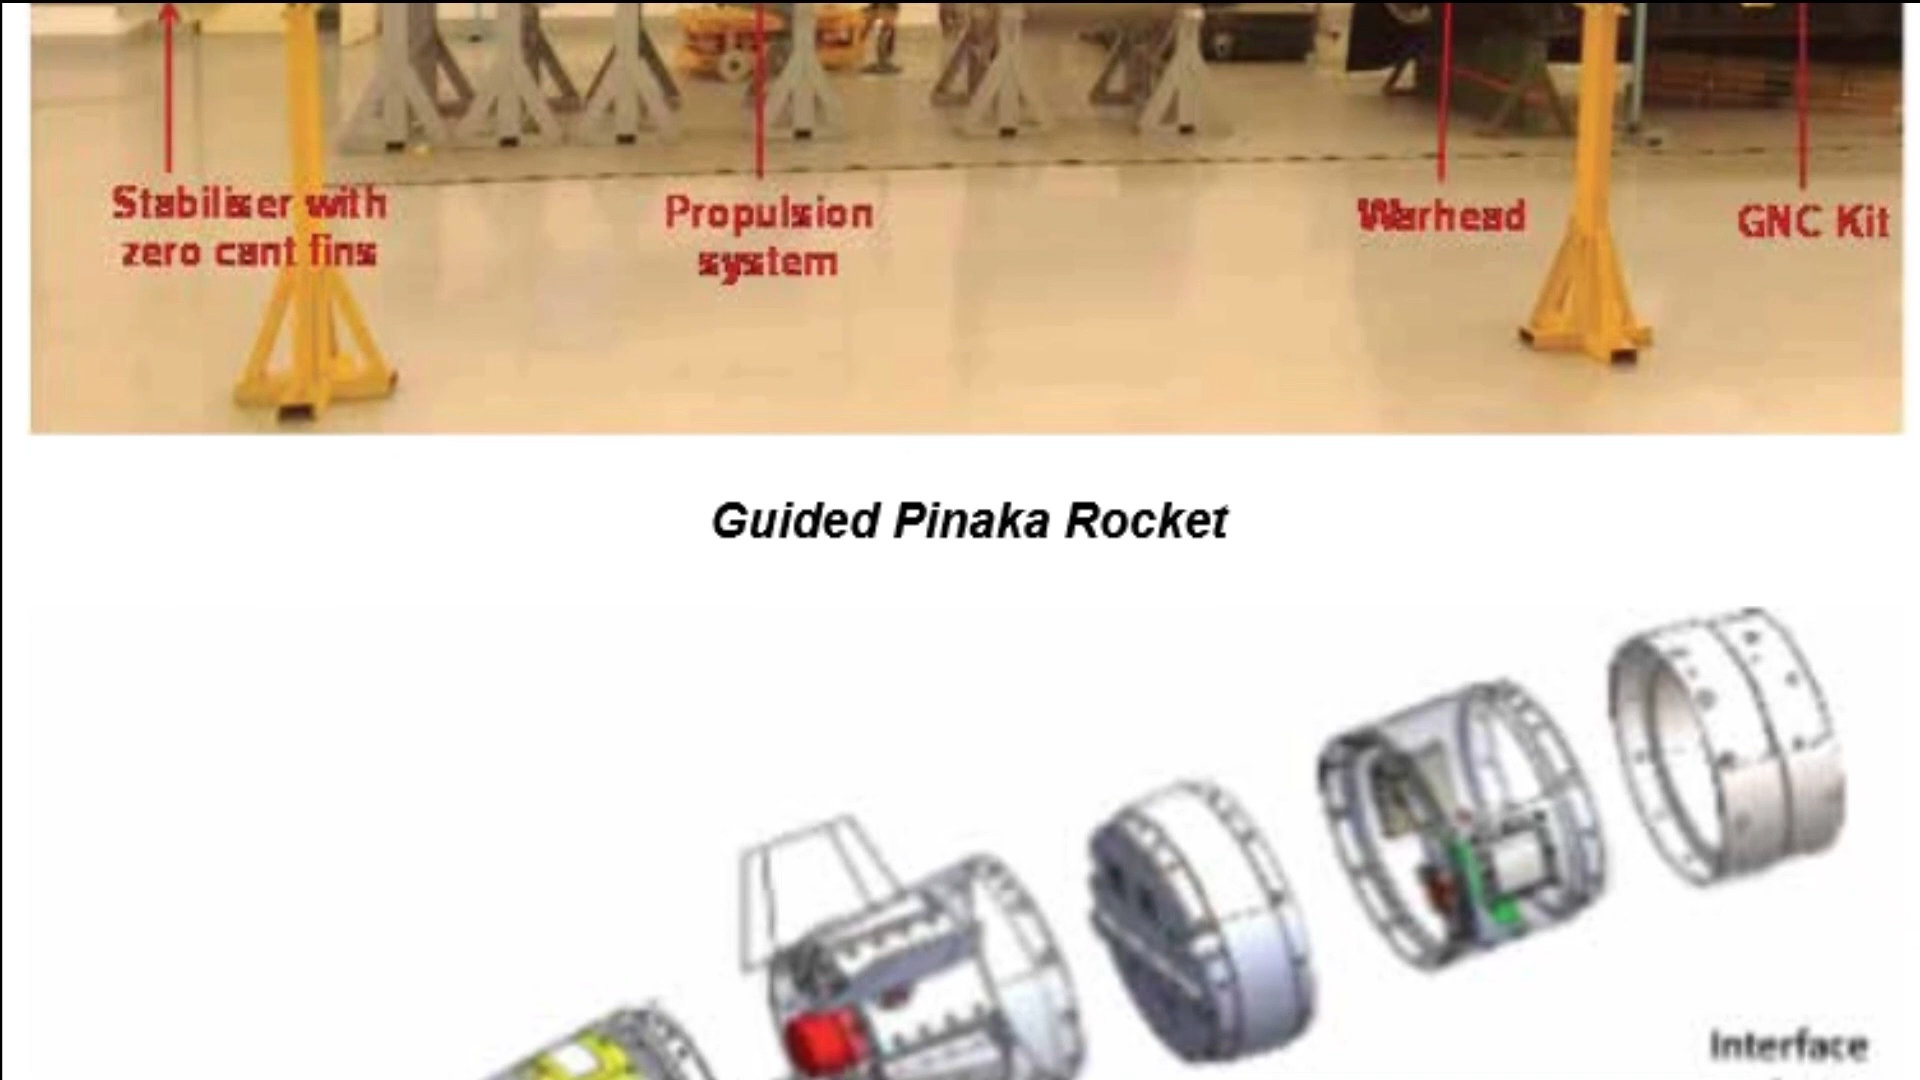 Stabiliser with
zero cant fins
Propulsion
system
Warhead
GNC Kit
Guided Pinaka Rocket
Interface